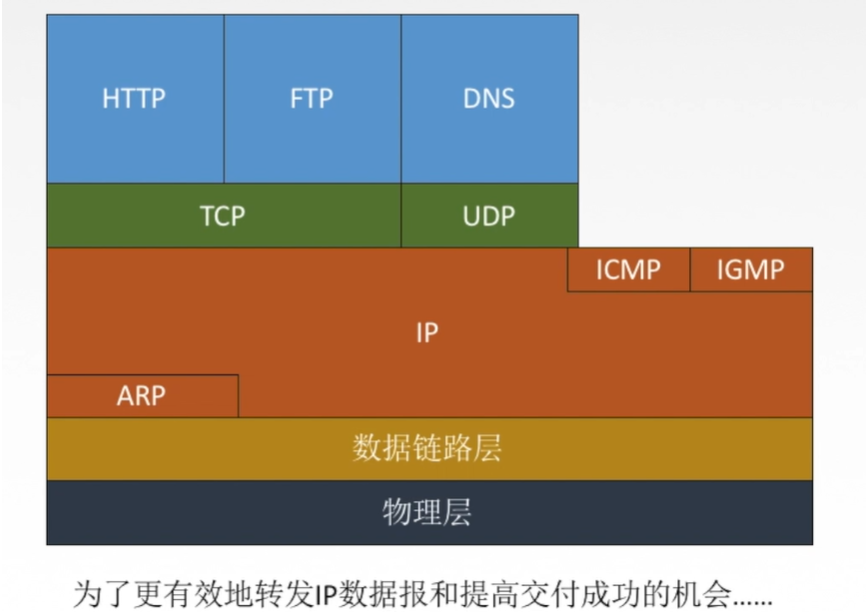 HTTP FTP DNS
TCP UDP
ICMP IGMP
IP
ARP
数据链路层
物理层
为了更有效地转发IP数据报和提高交付成功的机会……